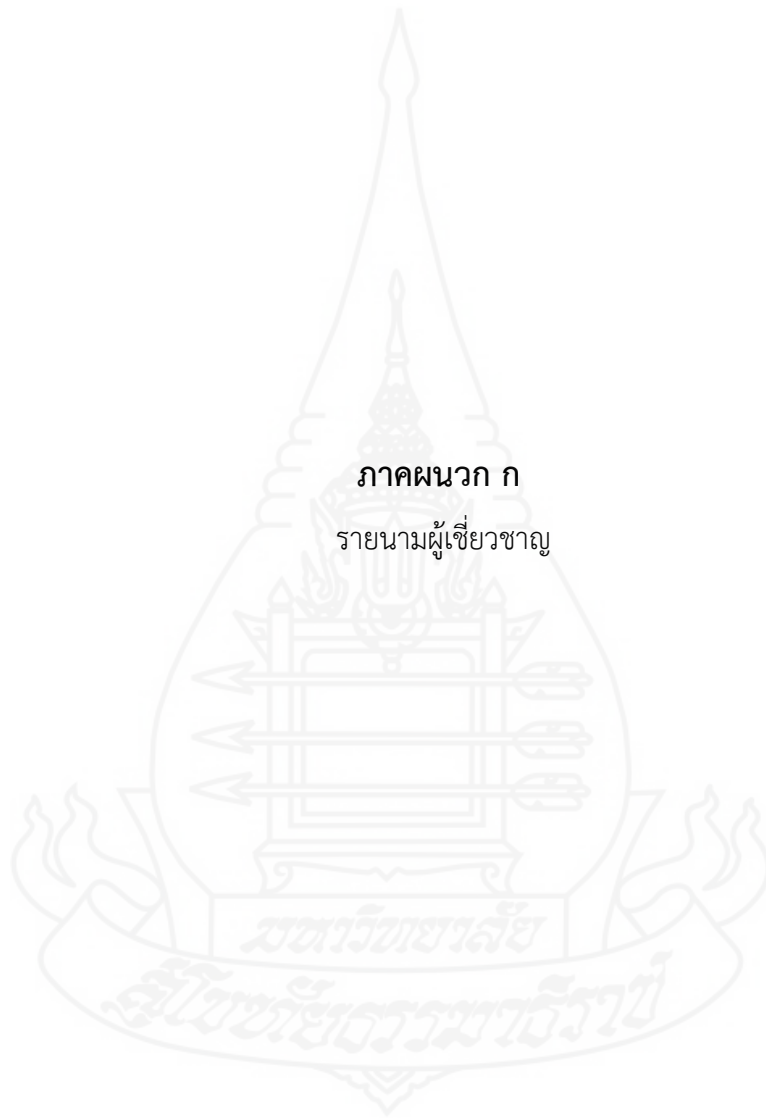 ภาคผนวก ก
รายนามผู้เชี่ยวชาญ
มหาวิทยาลัย
สุโขทัยธรรมาธิราช